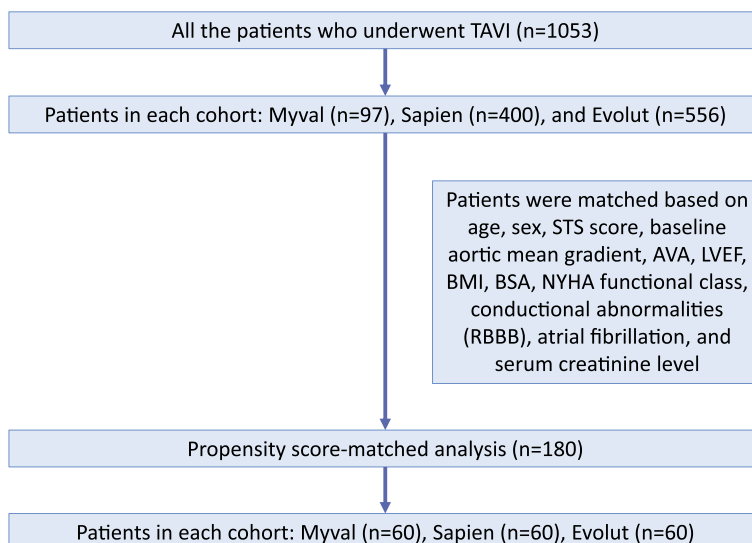 All the patients who underwent TAVI (n=1053)
Patients in each cohort: Myval (n=97), Sapien (n=400), and Evolut (n=556)
Patients were matched based on
age, sex, STS score, baseline
aortic mean gradient, AVA, LVEF,
BMI, BSA, NYHA functional class,
conductional abnormalities
(RBBB), atrial fibrillation, and
serum creatinine level
Propensity score-matched analysis (n=180)
Patients in each cohort: Myval (n=60), Sapien (n=60), Evolut (n=60)